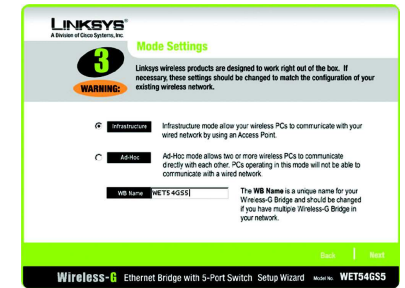 LINKSYS®
A Division of Cisco Systems, Inc.
3
WARNING:
Mode Settings
Linksys wireless products are designed to work right out of the box. If
necessary, these settings should be changed to match the configuration of your
existing wireless network.
Infrastructure
Infrastructure mode allow your wireless PCs to communicate with your
wired network by using an Access Point.
Ad-Hoc
Ad-Hoc mode allows two or more wireless PCs to communicate
directly with each other. PCs operating in this mode will not be able to
communicate with a wired network.
WB Name
WET54GS5
The WB Name is a unique name for your
Wireless-G Bridge and should be changed
if you have multiple Wireless-G Bridge in
your network.
Back
Next
Wireless-G Ethernet Bridge with 5-Port Switch Setup Wizard Model No. WET54GS5